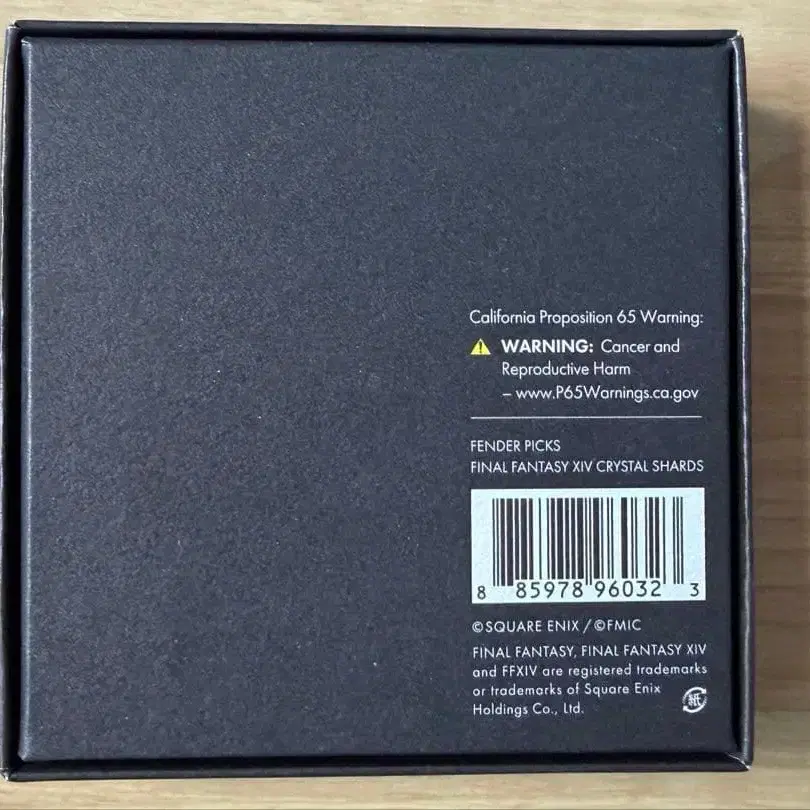 California Proposition 65 Warning:
WARNING: Cancer and
Reproductive Harm
– www.P65Warnings.ca.gov
FENDER PICKS
FINAL FANTASY XIV CRYSTAL SHARDS
8 85978 96032 3
©SQUARE ENIX / ©FMIC
FINAL FANTASY, FINAL FANTASY XIV
and FFXIV are registered trademarks
or trademarks of Square Enix
Holdings Co., Ltd.
紙